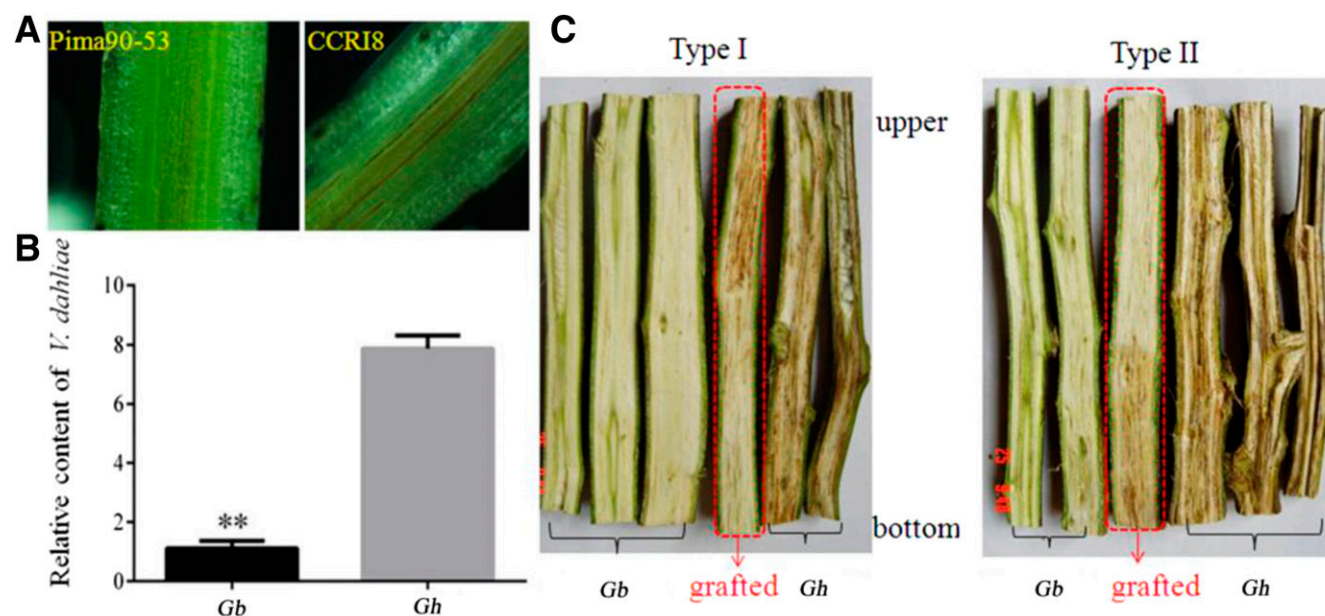 A
Pima90-53
CCRI8
B
Relative content of V. dahliae
10
8
6
4
2
0
**
Gb
Gh
C
Type I
Type II
upper
bottom
Gb
grafted
Gh
Gb
grafted
Gh